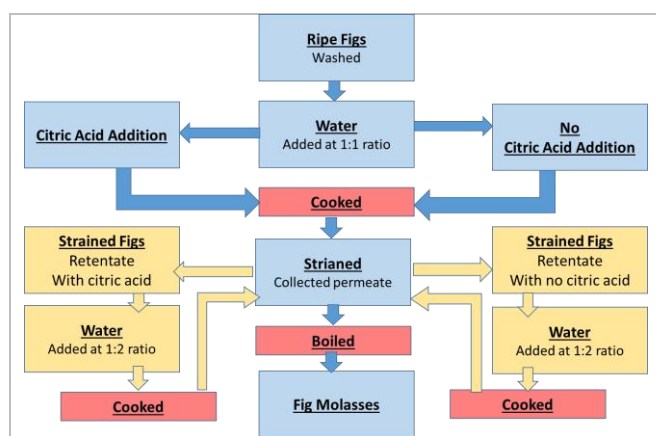 Ripe Figs
Washed
Citric Acid Addition
Water
Added at 1:1 ratio
No
Citric Acid Addition
Cooked
Strained Figs
Retentate
With citric acid
Strianed
Collected permeate
Strained Figs
Retentate
With no citric acid
Water
Added at 1:2 ratio
Boiled
Water
Added at 1:2 ratio
Cooked
Fig Molasses
Cooked